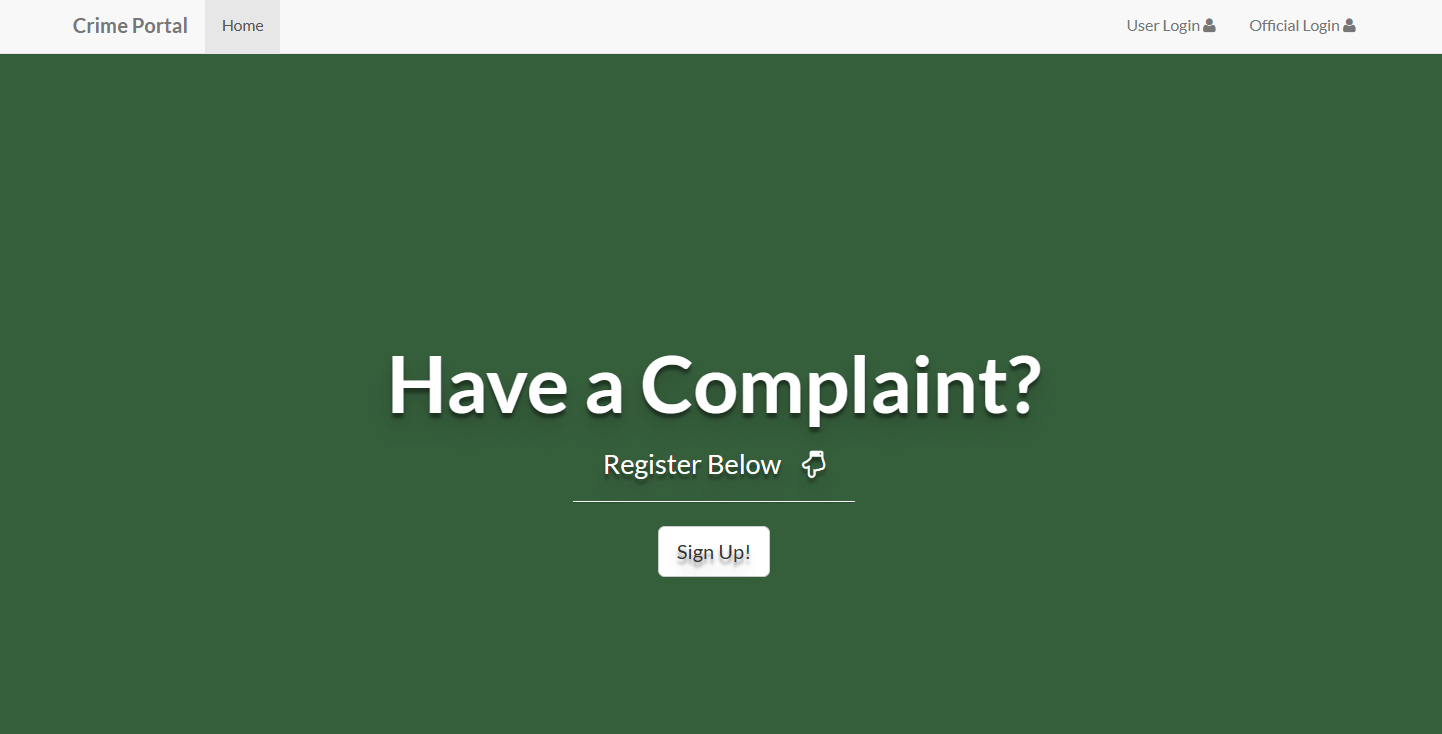 Crime Portal Home User Login Official Login
Have a Complaint?
Register Below
Sign Up!